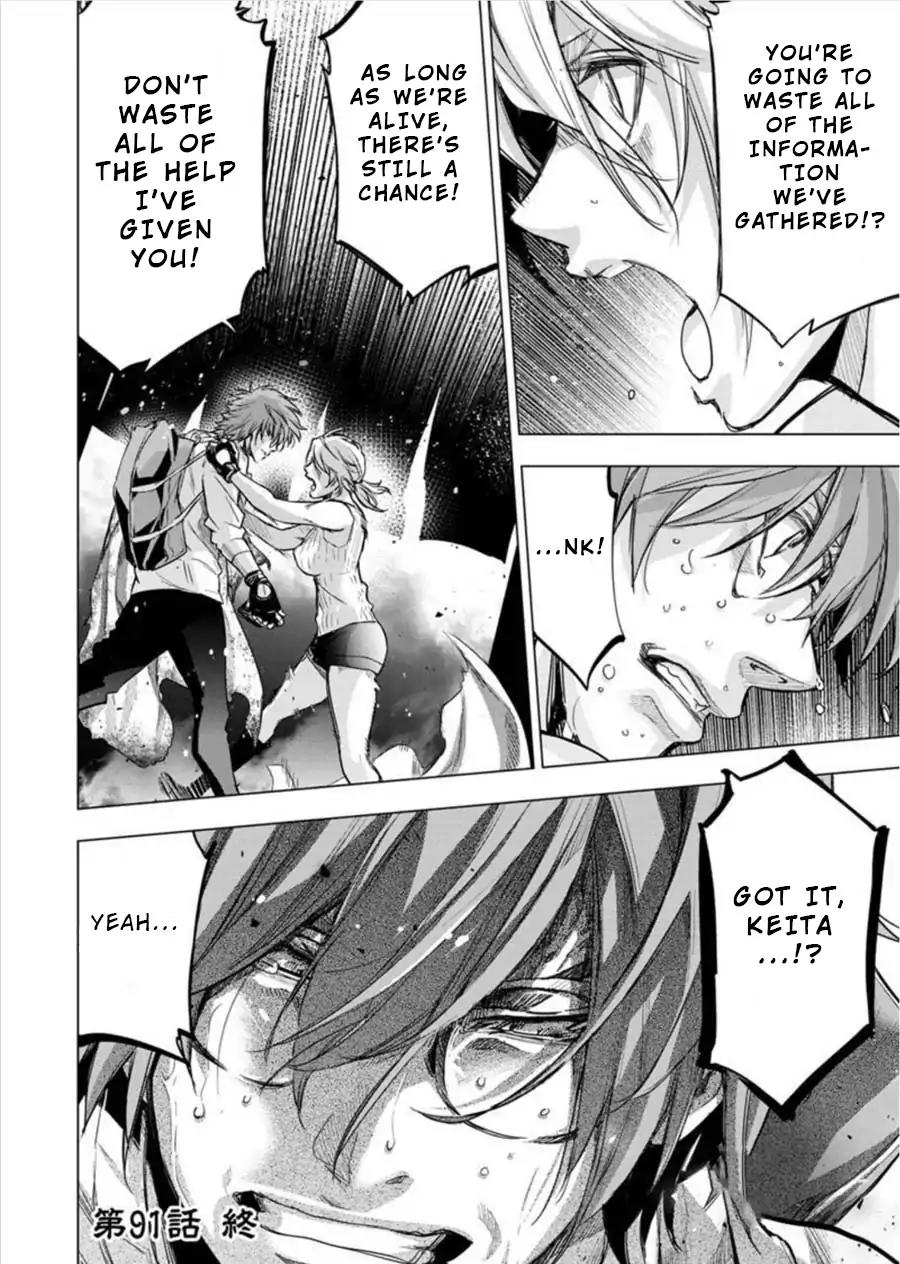 YOU'RE
GOING TO
WASTE ALL
OF THE
INFORMA-
TION
WE'VE
GATHERED!?
AS LONG
AS WE'RE
ALIVE,
THERE'S
STILL A
CHANCE!
DON'T
WASTE
ALL OF
THE HELP
I'VE
GIVEN
YOU!
...NK!
GOT IT,
KEITA
...!?
YEAH...
第91話 終